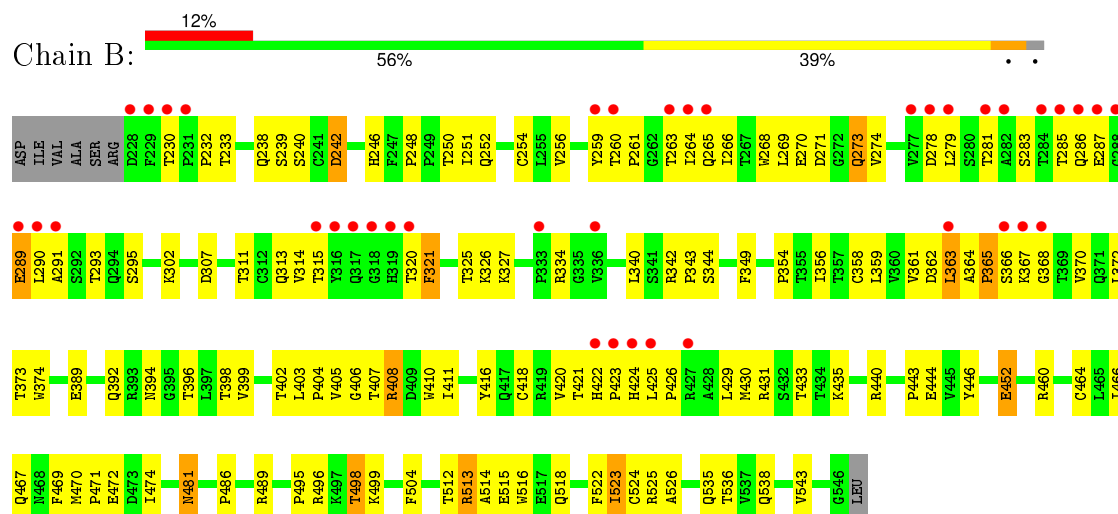 12%
Chain B:
56% 39% • •
ASP ILE VAL ALA SER ARG D228 F229 T230 P231 P232 T233 Q238 S239 S240 C241 D242 H246 F247 P248 P249 T250 I251 Q252 C254 L255 V256 Y259 T260 P261 G262 T263 I264 Q265 I266 T267 W268 L269 E270 D271 G272 Q273 V274 V277 D278 L279 S280 T281 A282 S283 T284 T285 Q286 E287
E289 L290 A291 S292 T293 Q294 S295 K302 D307 T311 C312 Q313 V314 T315 Y316 Q317 G318 H319 T320 F321 T325 K326 K327 P333 R334 G335 V336 L340 S341 R342 P343 S344 F349 P354 T355 I356 T357 C358 L359 V360 V361 D362 L363 A364 P365 S366 K367 G368 T369 V370 Q371
T373 W374 E389 Q392 R393 N394 G395 T396 L397 T398 V399 T402 L403 P404 V405 G406 T407 R408 D409 W410 I411 Y416 Q417 C418 R419 V420 T421 H422 P423 H424 L425 P426 R427 A428 L429 M430 R431 S432 T433 T434 K435 R440 P443 E444 V445 Y446 E452 R460 C464 L465
Q467 N468 F469 M470 P471 E472 D473 I474 N481 P486 R489 P495 R496 K497 T498 K499 F504 T512 R513 A514 E515 W516 E517 Q518 F522 I523 C524 R525 A526 Q535 T536 V537 Q538 V543 G546 LEU